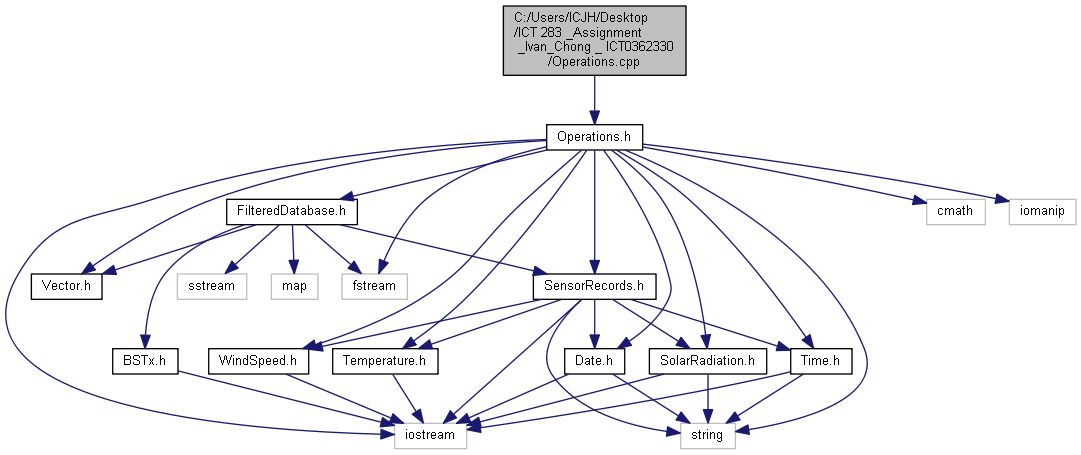 C:/Users/ICJH/Desktop
/ICT 283 _Assignment
_Ivan_Chong _ ICT0362330
/Operations.cpp
Operations.h
FilteredDatabase.h
cmath
iomanip
Vector.h
sstream
map
fstream
SensorRecords.h
BSTx.h
WindSpeed.h
Temperature.h
Date.h
SolarRadiation.h
Time.h
iostream
string